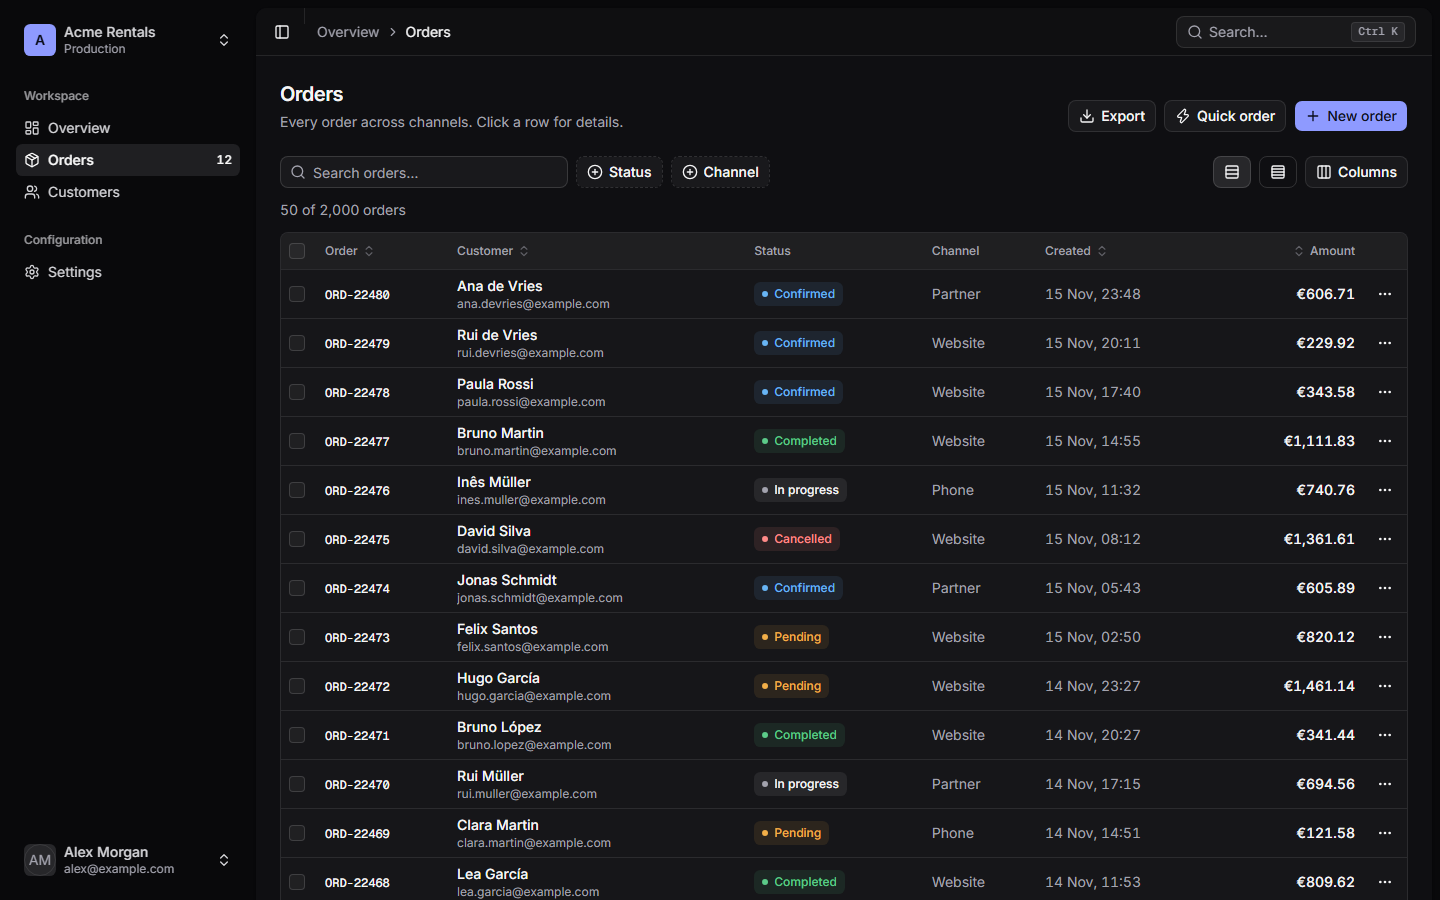 A
Acme Rentals
Production
Workspace
Overview
Orders 12
Customers
Configuration
Settings
AM
Alex Morgan
alex@example.com
Overview > Orders
Search... Ctrl K
Orders
Every order across channels. Click a row for details.
Export Quick order New order
Search orders... Status Channel Columns
50 of 2,000 orders
Order Customer Status Channel Created Amount
ORD-22480 Ana de Vries Confirmed Partner 15 Nov, 23:48 €606.71
ana.devries@example.com
ORD-22479 Rui de Vries Confirmed Website 15 Nov, 20:11 €229.92
rui.devries@example.com
ORD-22478 Paula Rossi Confirmed Website 15 Nov, 17:40 €343.58
paula.rossi@example.com
ORD-22477 Bruno Martin Completed Website 15 Nov, 14:55 €1,111.83
bruno.martin@example.com
ORD-22476 Inês Müller In progress Phone 15 Nov, 11:32 €740.76
ines.muller@example.com
ORD-22475 David Silva Cancelled Website 15 Nov, 08:12 €1,361.61
david.silva@example.com
ORD-22474 Jonas Schmidt Confirmed Partner 15 Nov, 05:43 €605.89
jonas.schmidt@example.com
ORD-22473 Felix Santos Pending Website 15 Nov, 02:50 €820.12
felix.santos@example.com
ORD-22472 Hugo García Pending Website 14 Nov, 23:27 €1,461.14
hugo.garcia@example.com
ORD-22471 Bruno López Completed Website 14 Nov, 20:27 €341.44
bruno.lopez@example.com
ORD-22470 Rui Müller In progress Partner 14 Nov, 17:15 €694.56
rui.muller@example.com
ORD-22469 Clara Martin Pending Phone 14 Nov, 14:51 €121.58
clara.martin@example.com
ORD-22468 Lea García Completed Website 14 Nov, 11:53 €809.62
lea.garcia@example.com